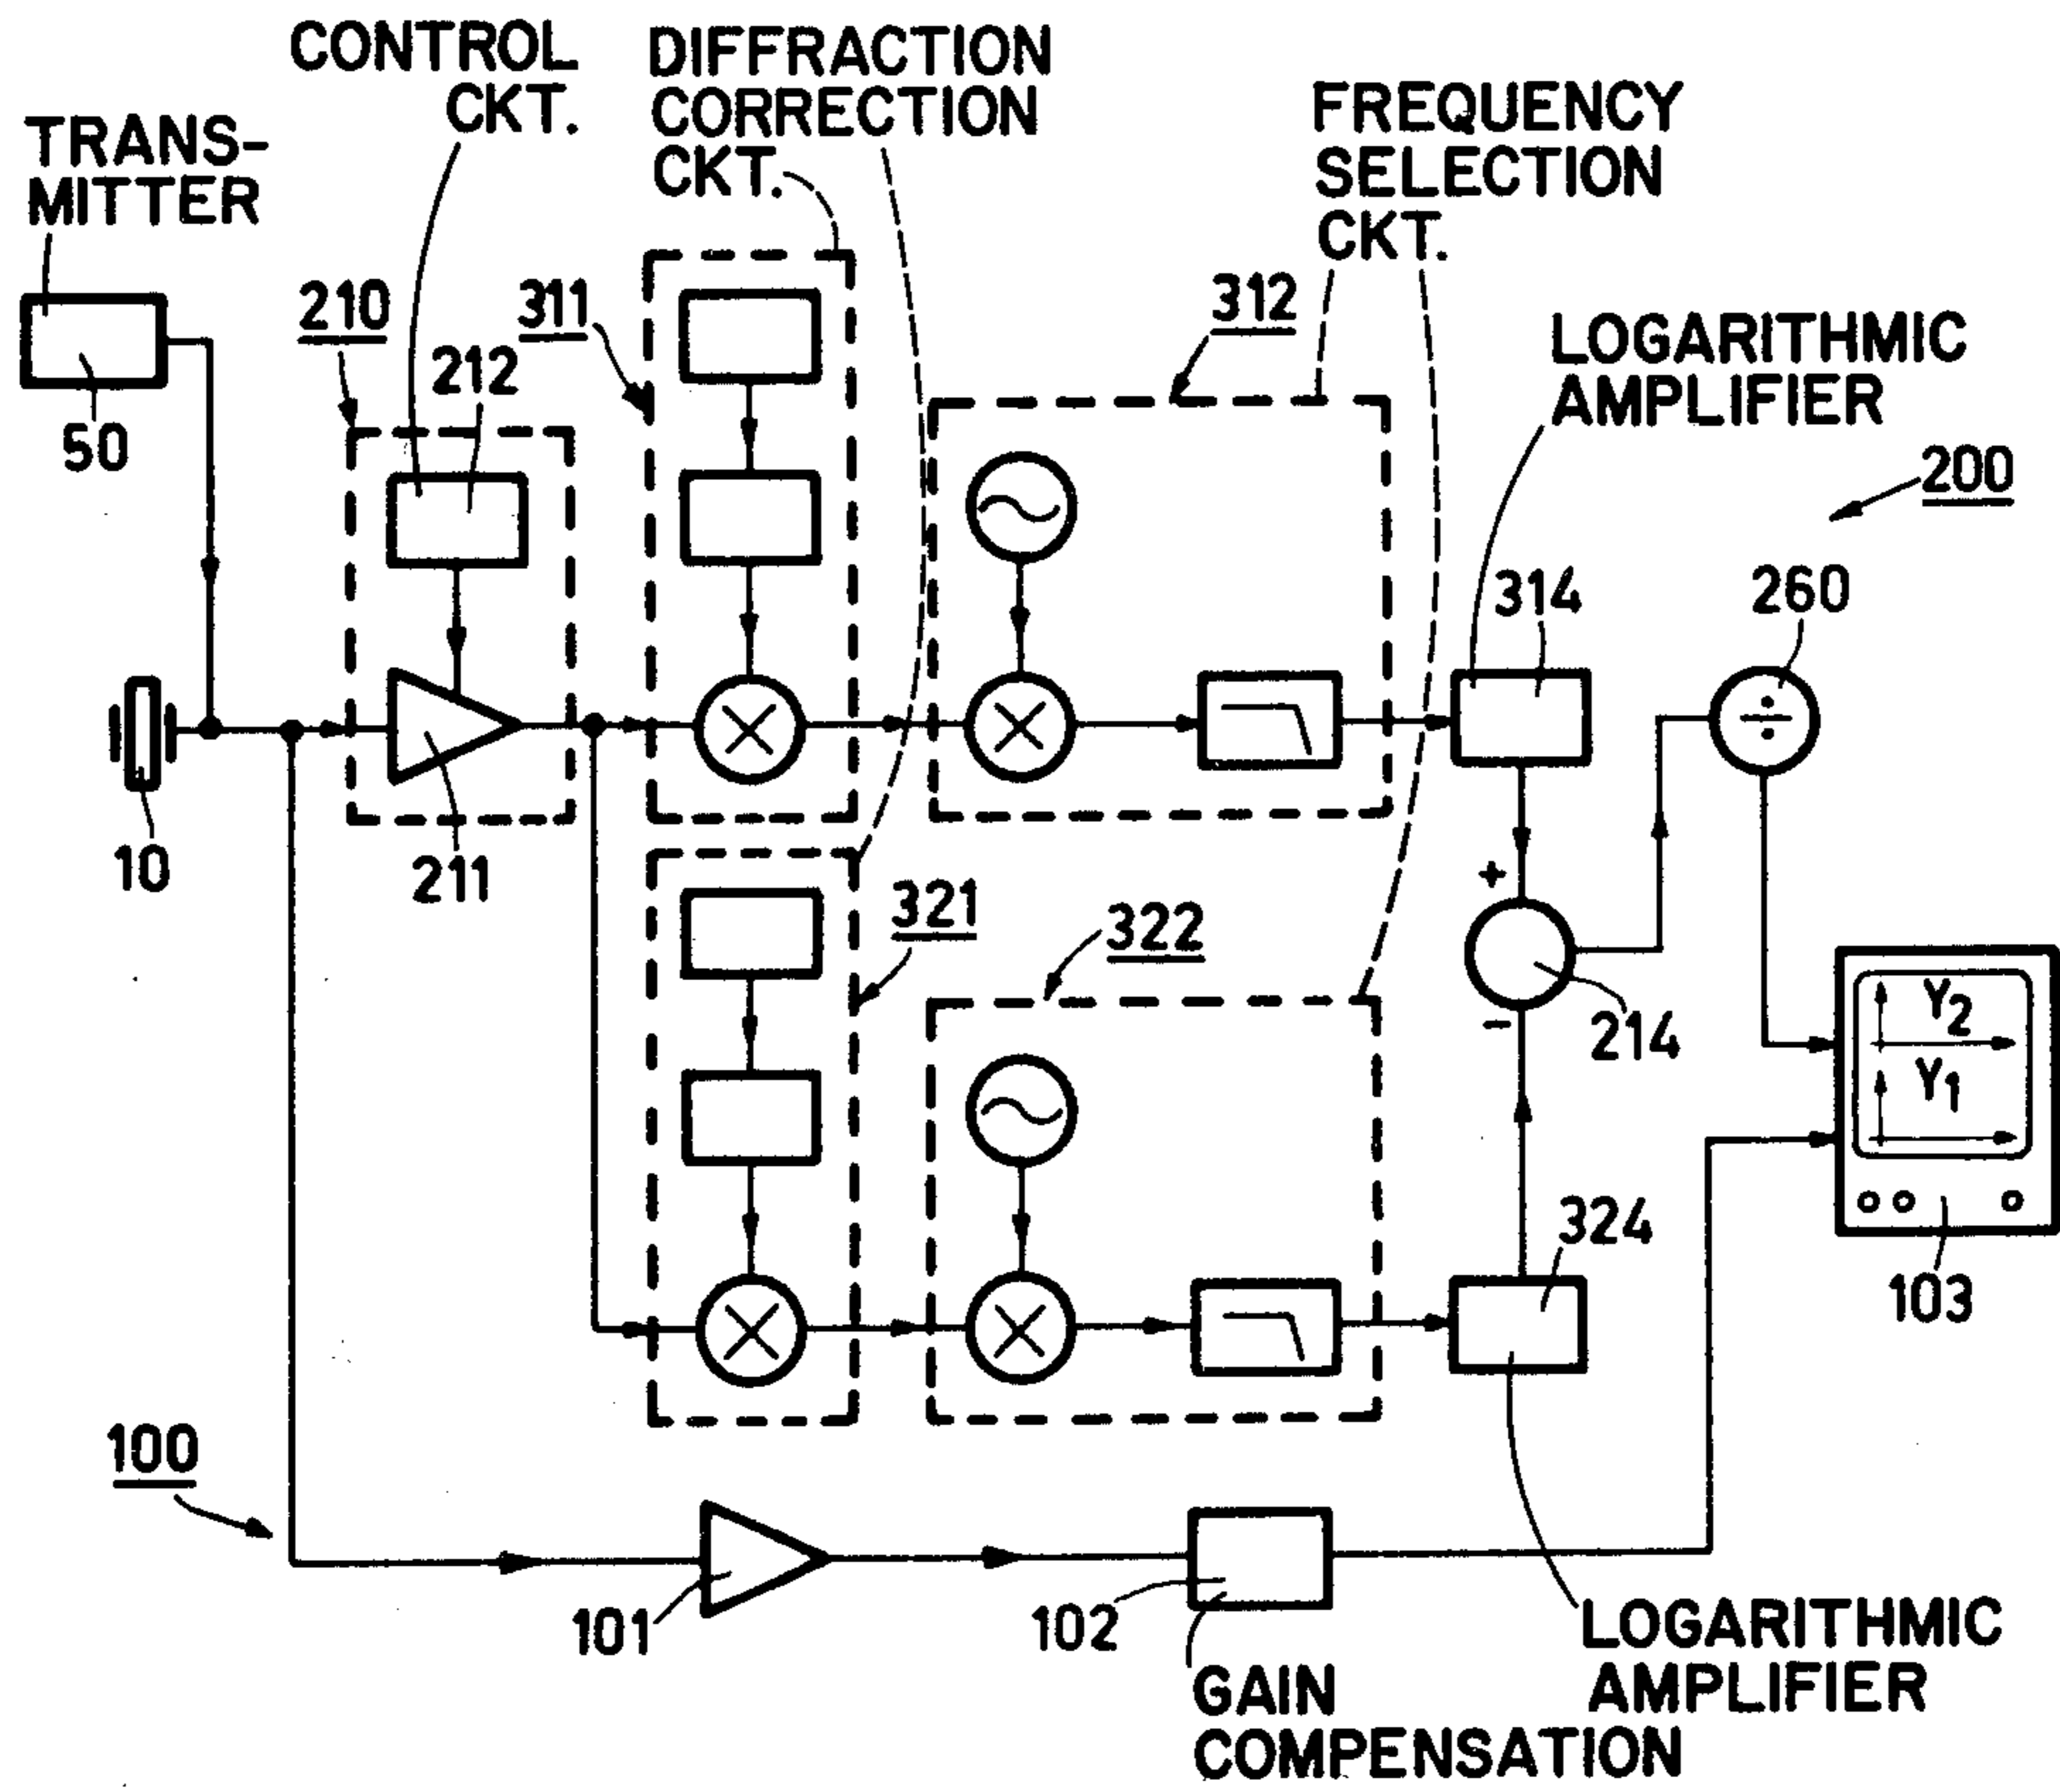 CONTROL
CKT.
DIFFRACTION
CORRECTION
CKT.
FREQUENCY
SELECTION
CKT.
TRANS-
MITTER
210
311
312
LOGARITHMIC
AMPLIFIER
212
50
200
314
260
10
211
+
321
322
-
214
Y2
Y1
324
103
100
101
102
GAIN
COMPENSATION
LOGARITHMIC
AMPLIFIER